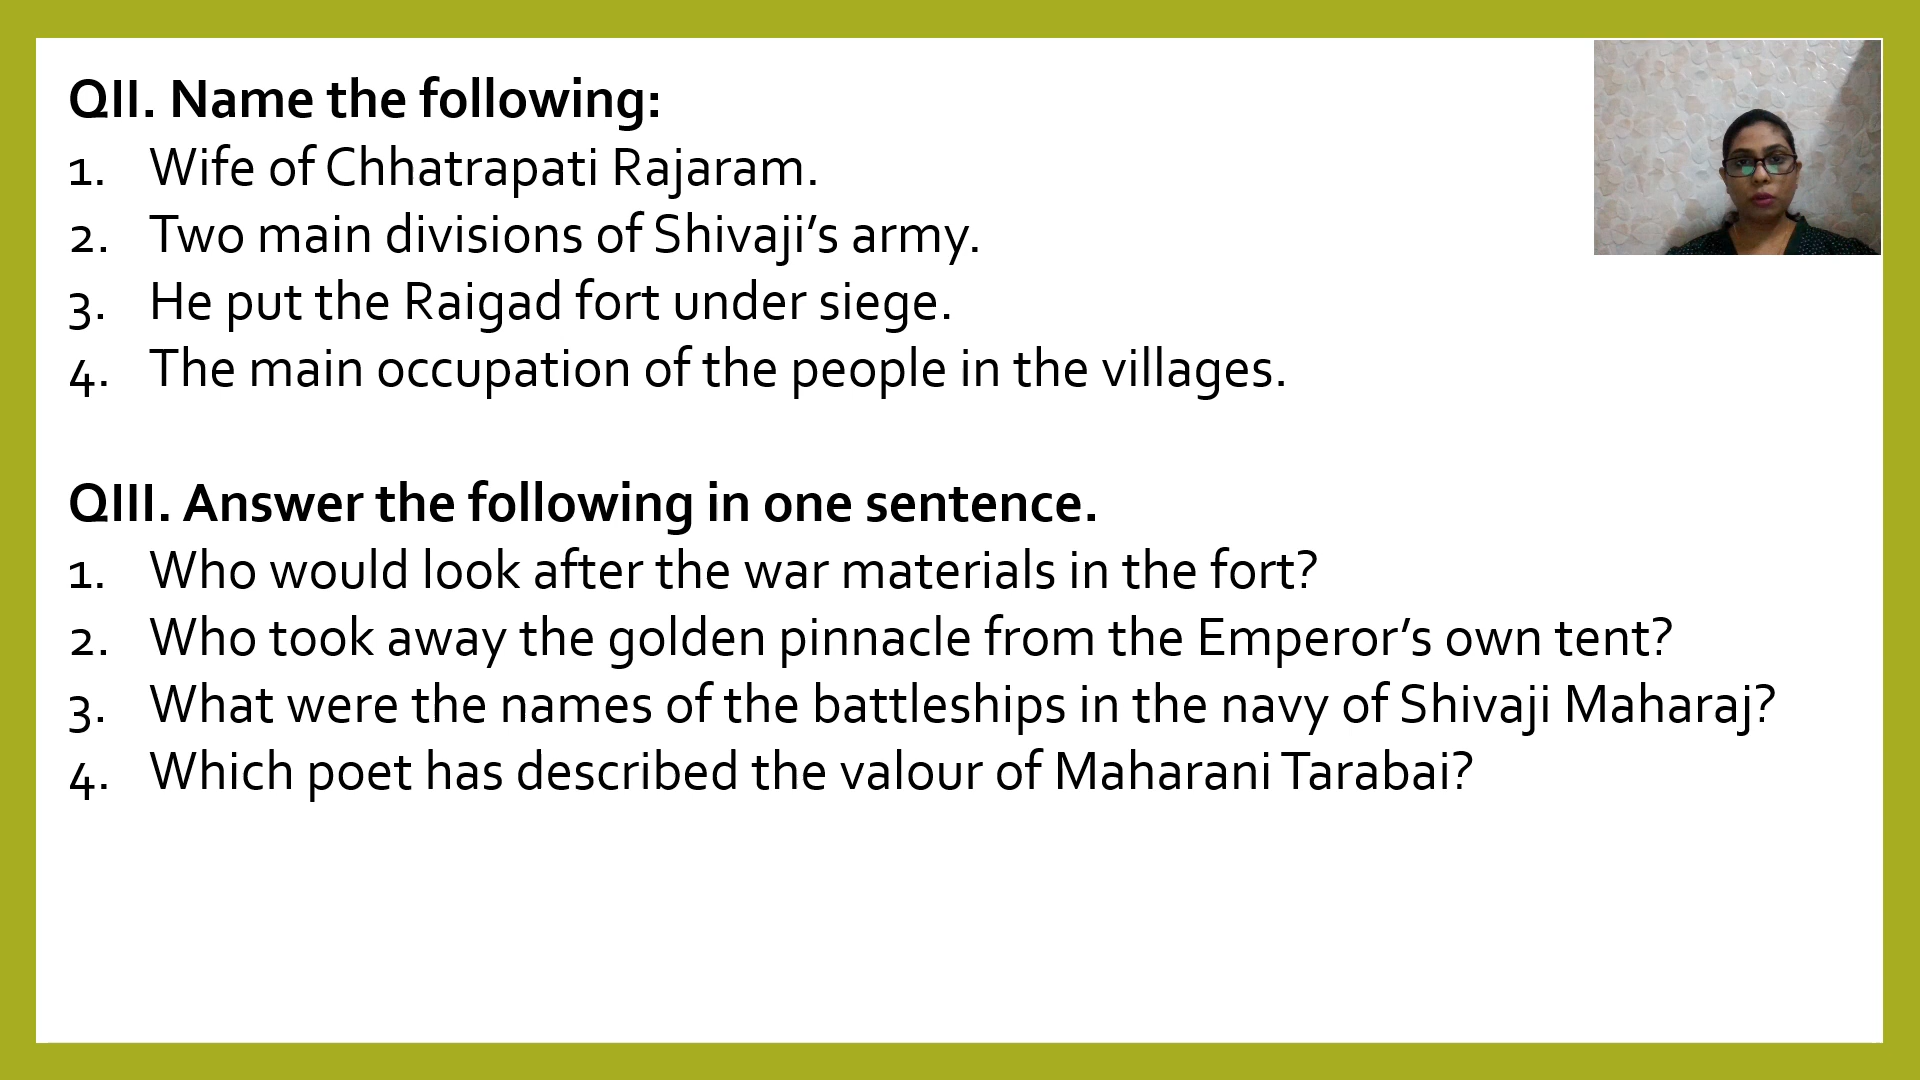 QII. Name the following:
1. Wife of Chhatrapati Rajaram.
2. Two main divisions of Shivaji’s army.
3. He put the Raigad fort under siege.
4. The main occupation of the people in the villages.
QIII. Answer the following in one sentence.
1. Who would look after the war materials in the fort?
2. Who took away the golden pinnacle from the Emperor’s own tent?
3. What were the names of the battleships in the navy of Shivaji Maharaj?
4. Which poet has described the valour of Maharani Tarabai?